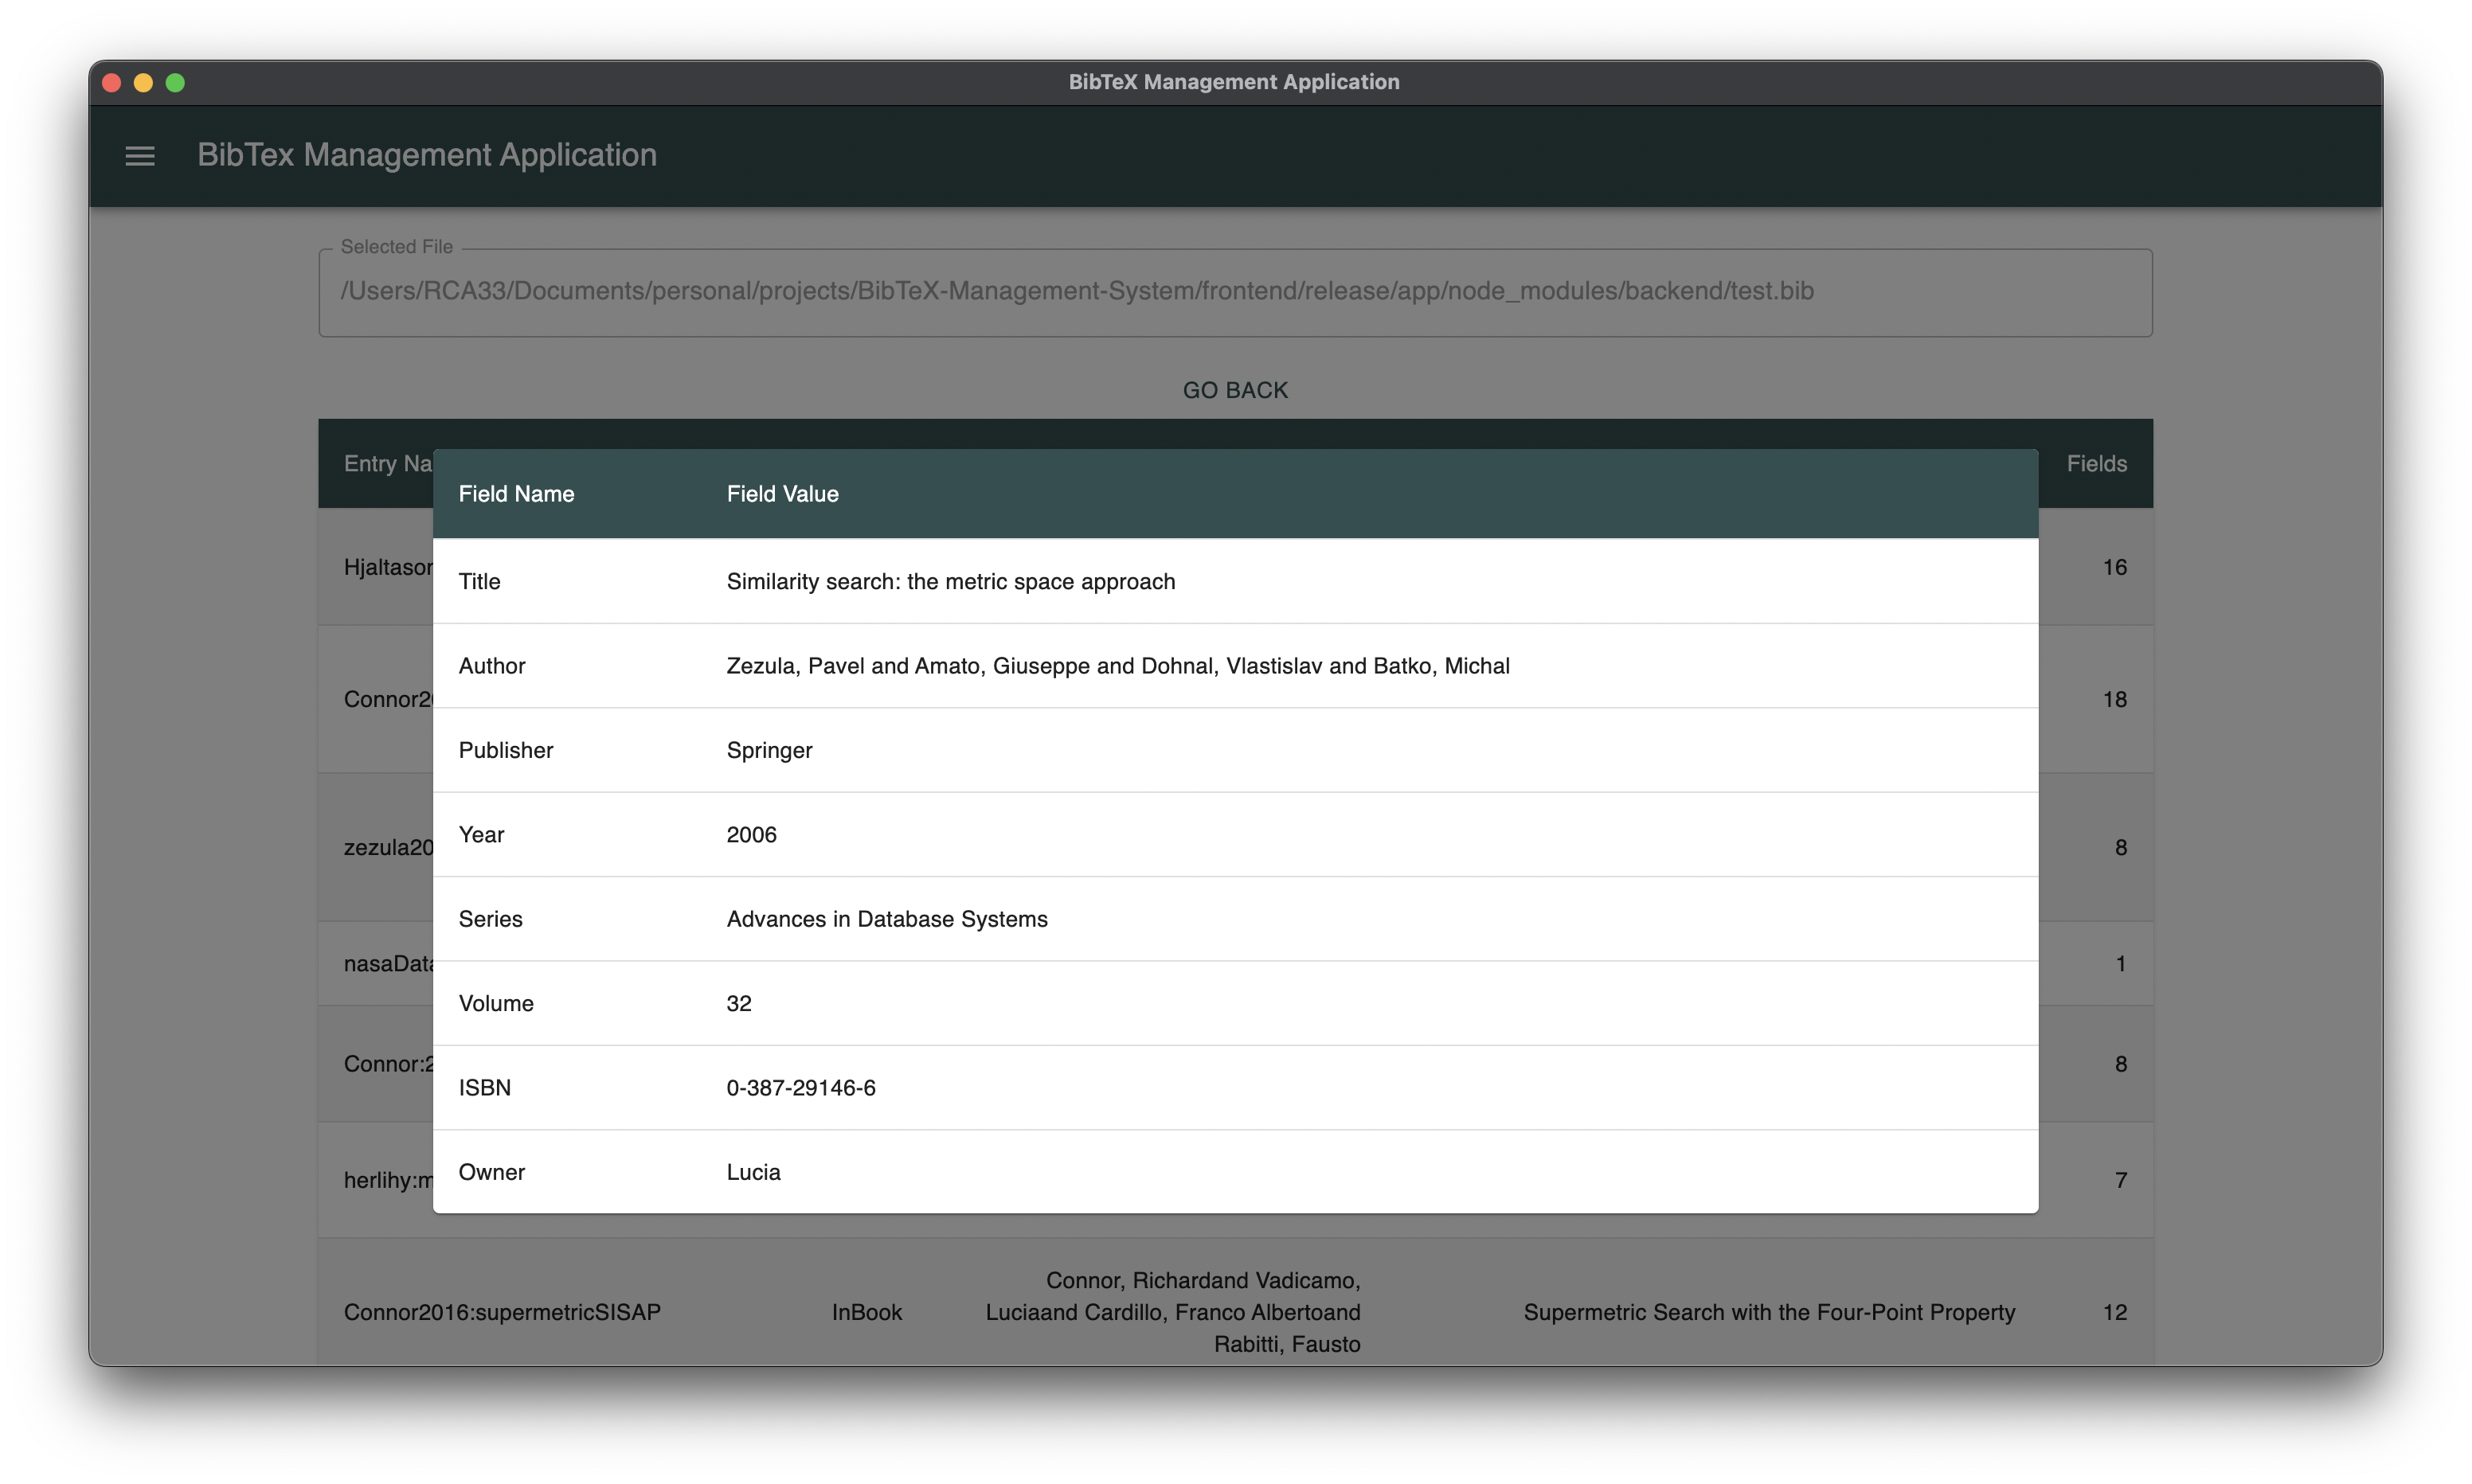 BibTeX Management Application
BibTex Management Application
Selected File
/Users/RCA33/Documents/personal/projects/BibTeX-Management-System/frontend/release/app/node_modules/backend/test.bib
GO BACK
Entry Na Fields
Field Name Field Value
Title Similarity search: the metric space approach
Author Zezula, Pavel and Amato, Giuseppe and Dohnal, Vlastislav and Batko, Michal
Publisher Springer
Year 2006
Series Advances in Database Systems
Volume 32
ISBN 0-387-29146-6
Owner Lucia
Hjaltason 16
Connor2 18
zezula20 8
nasaData 1
Connor:2 8
herlihy:m 7
Connor2016:supermetricSISAP InBook Connor, Richardand Vadicamo, Luciaand Cardillo, Franco Albertoand Rabitti, Fausto Supermetric Search with the Four-Point Property 12